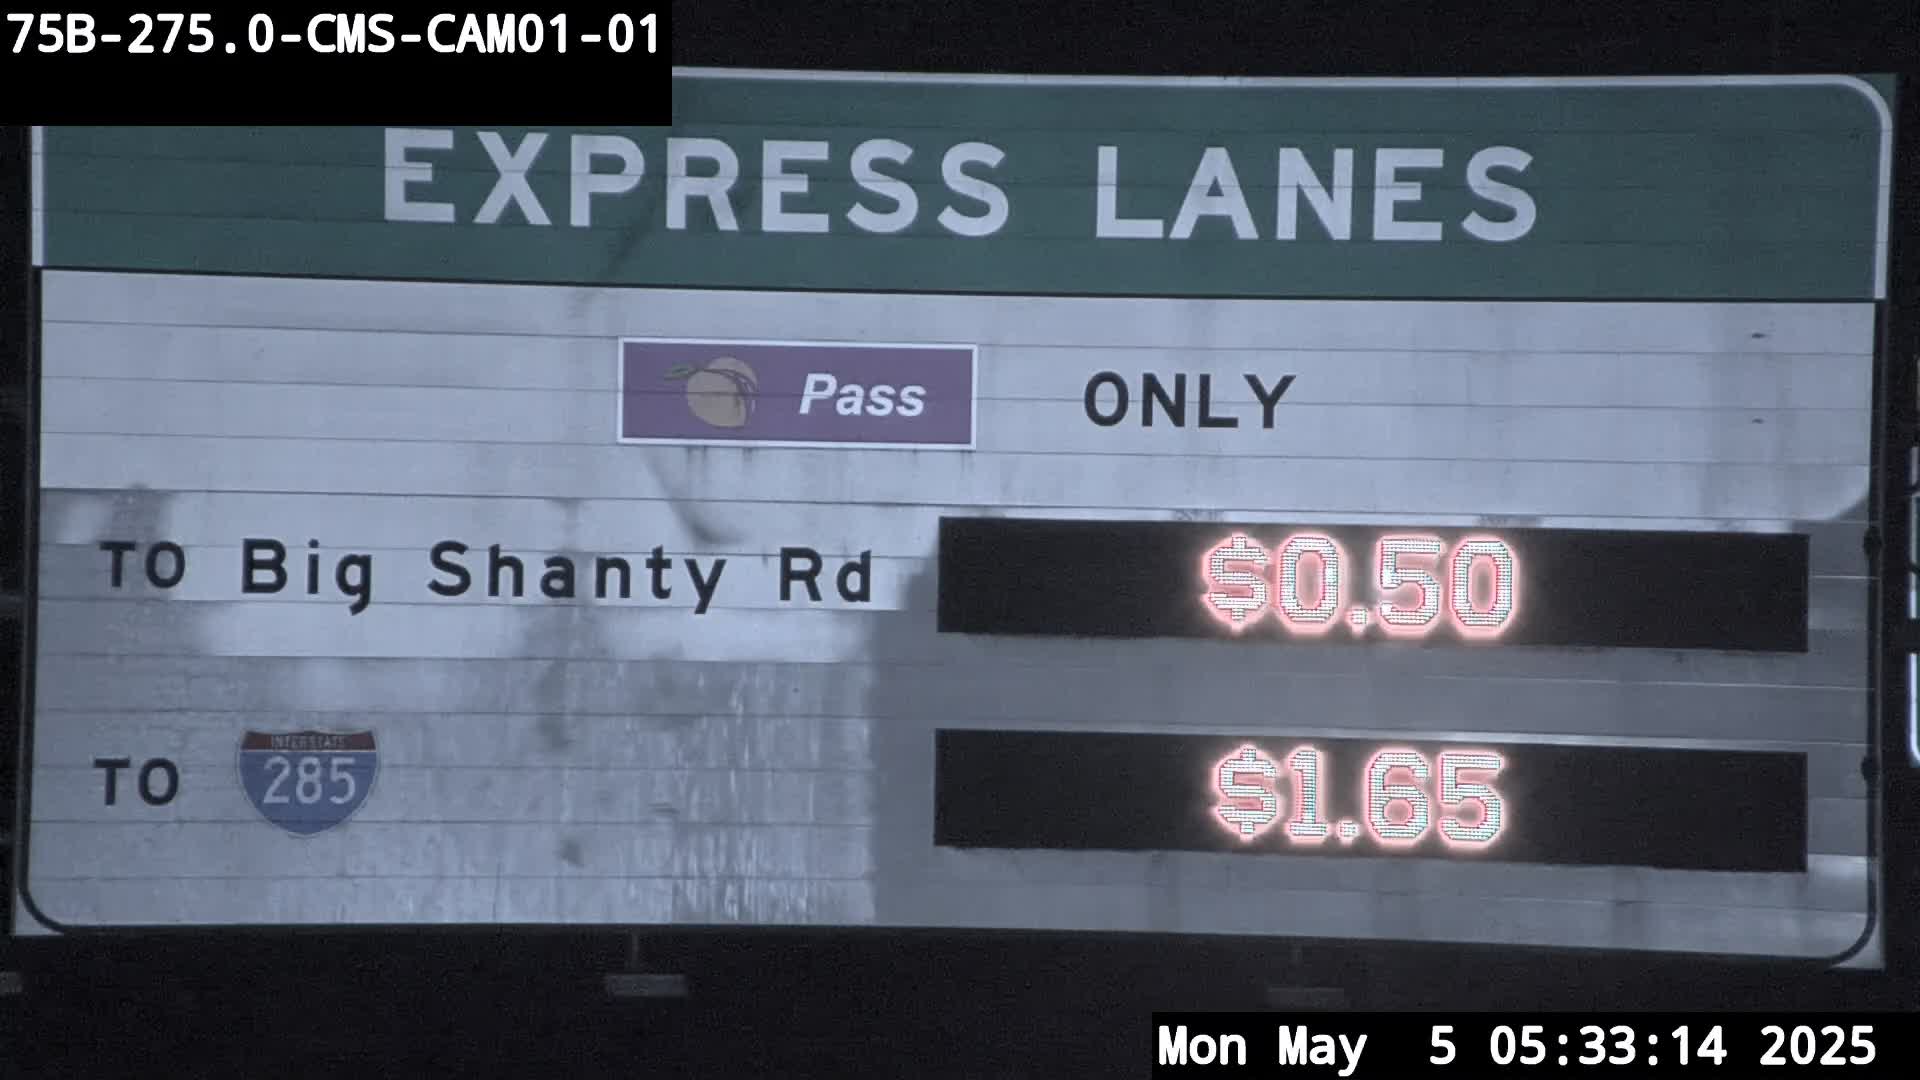 75B-275.0-CMS-CAM01-01
EXPRESS LANES
Pass ONLY
TO Big Shanty Rd $0.50
TO INTERSTATE 285 $1.65
Mon May 5 05:33:14 2025